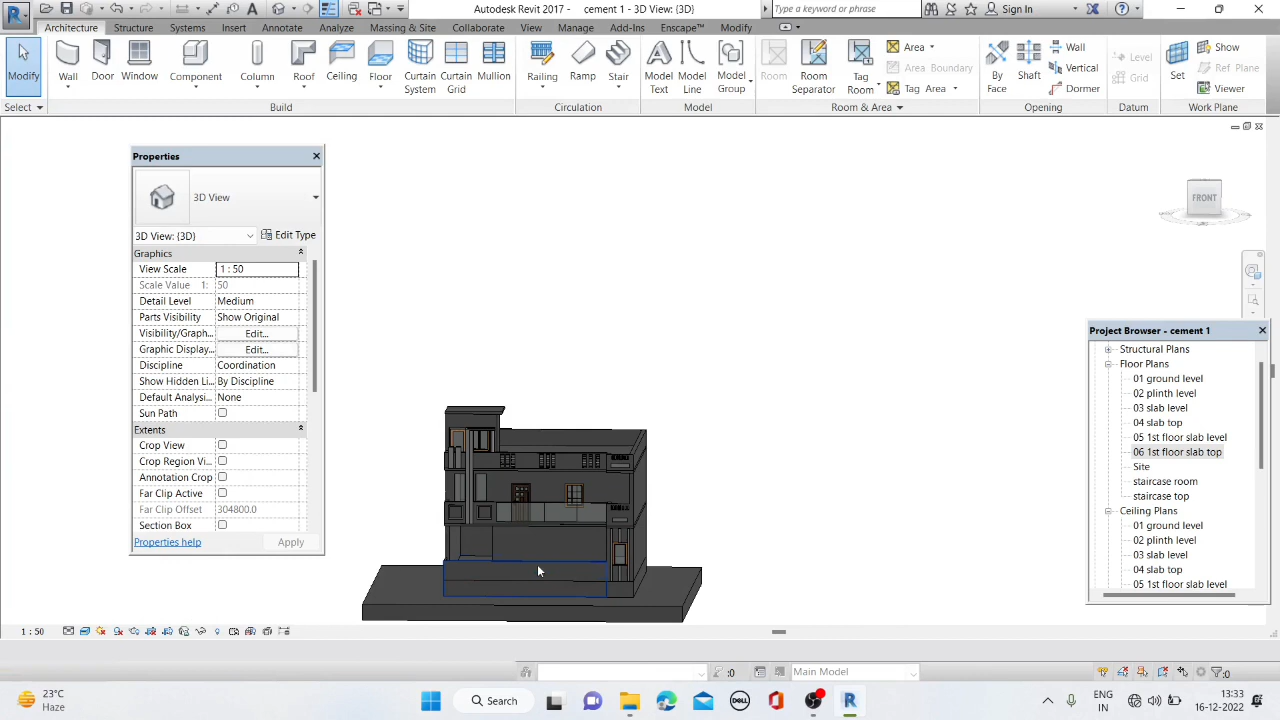 Autodesk Revit 2017 - cement 1 - 3D View: {3D}
Type a keyword or phrase
Sign In
Architecture Structure Systems Insert Annotate Analyze Massing & Site Collaborate View Manage Add-Ins Escape™ Modify
Modify
Wall
Door
Window
Component
Column
Roof
Ceiling
Floor
Curtain System
Curtain Grid
Mullion
Railing
Ramp
Stair
Model Text
Model Line
Model Group
Room
Room Separator
Tag Room
Area
Area Boundary
Tag Area
By Face
Shaft
Wall
Vertical
Dormer
Level
Grid
Set
Show
Ref Plane
Viewer
Select Build Circulation Model Room & Area Opening Datum Work Plane
Properties
3D View
3D View: {3D} Edit Type
Graphics
View Scale 1 : 50
Scale Value 1: 50
Detail Level Medium
Parts Visibility Show Original
Visibility/Graph... Edit...
Graphic Display... Edit...
Discipline Coordination
Show Hidden Li... By Discipline
Default Analysi... None
Sun Path
Extents
Crop View
Crop Region Vi...
Annotation Crop
Far Clip Active
Far Clip Offset 304800.0
Section Box
Properties help Apply
FRONT
Project Browser - cement 1
Structural Plans
Floor Plans
01 ground level
02 plinth level
03 slab level
04 slab top
05 1st floor slab level
06 1st floor slab top
Site
staircase room
staircase top
Ceiling Plans
01 ground level
02 plinth level
03 slab level
04 slab top
05 1st floor slab level
1 : 50
:0 Main Model :0
23°C
Haze
Search
DELL
ENG
IN
13:33
16-12-2022